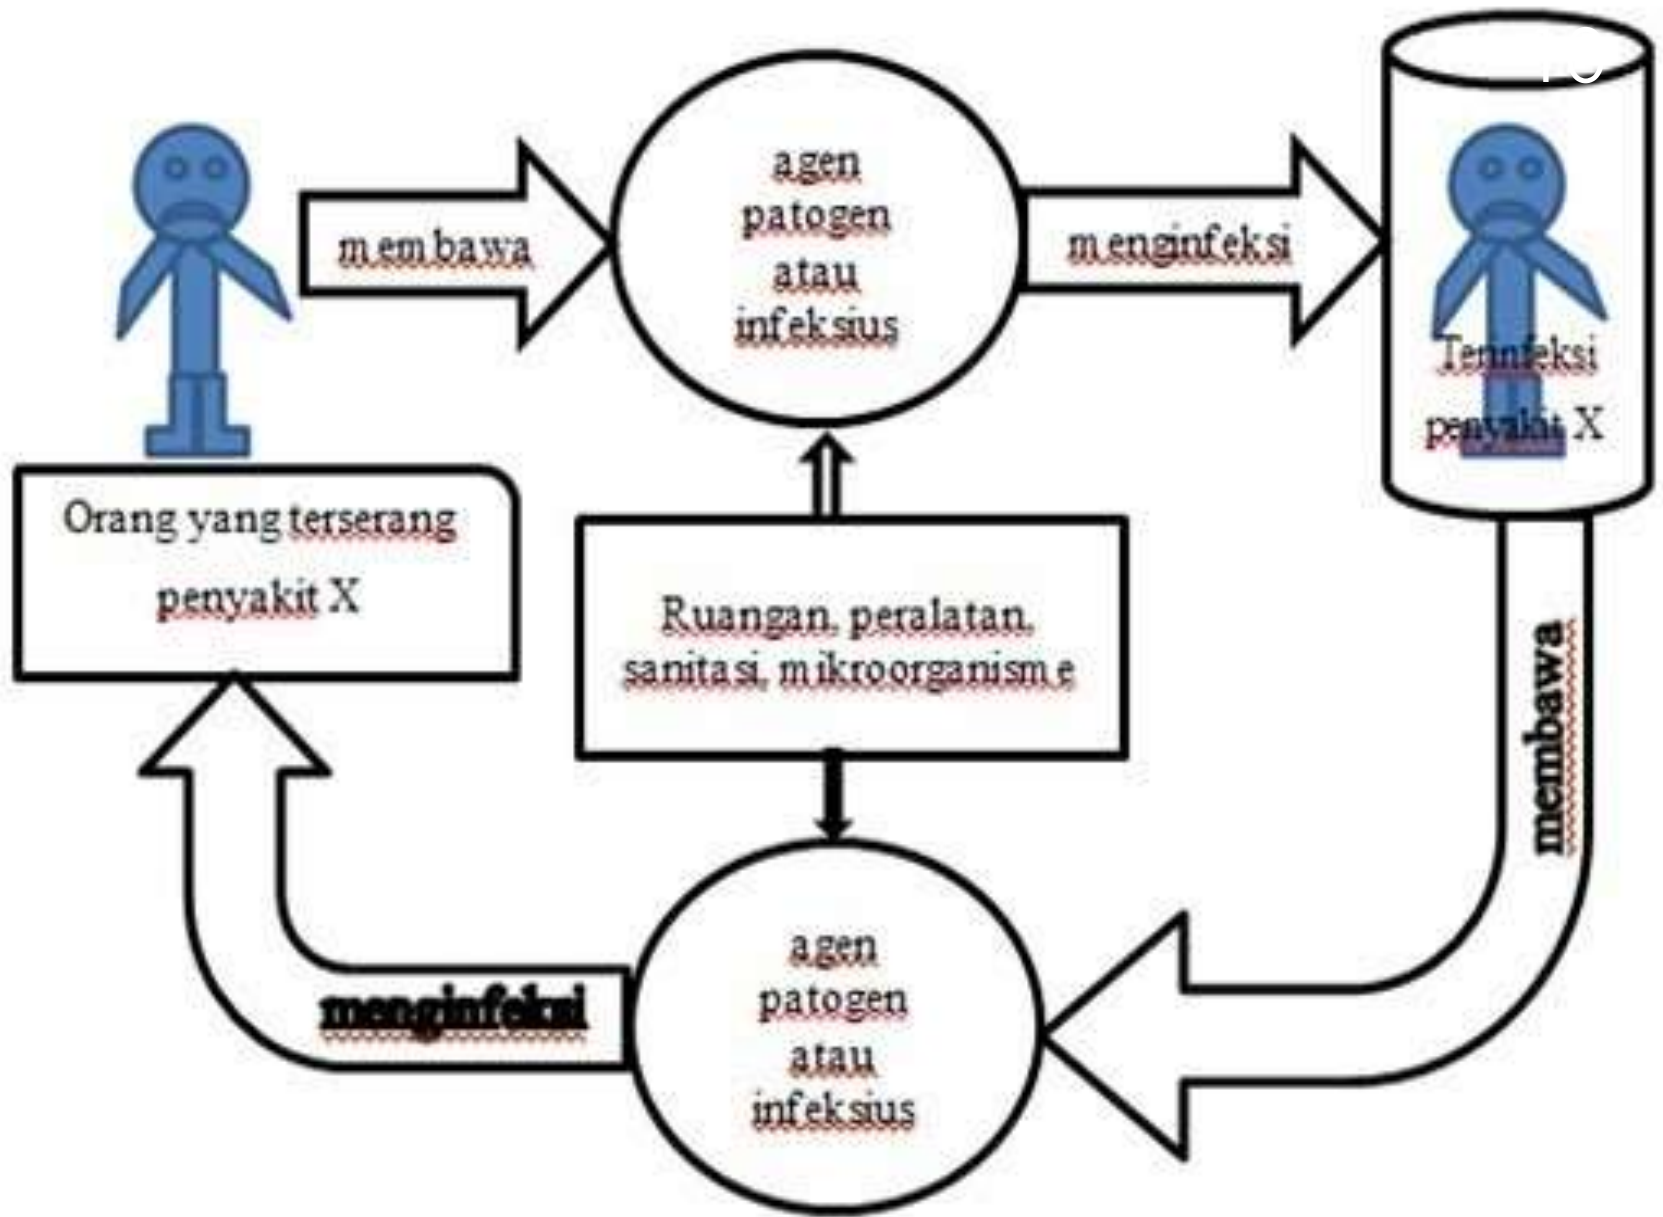 membawa
agen
patogen
atau
infeksius
menginfeksi
Terinfeksi
penyakit X
Orang yang terserang
penyakit X
Ruangan, peralatan,
sanitasi, mikroorganisme
membawa
agen
patogen
atau
infeksius
menginfeksi